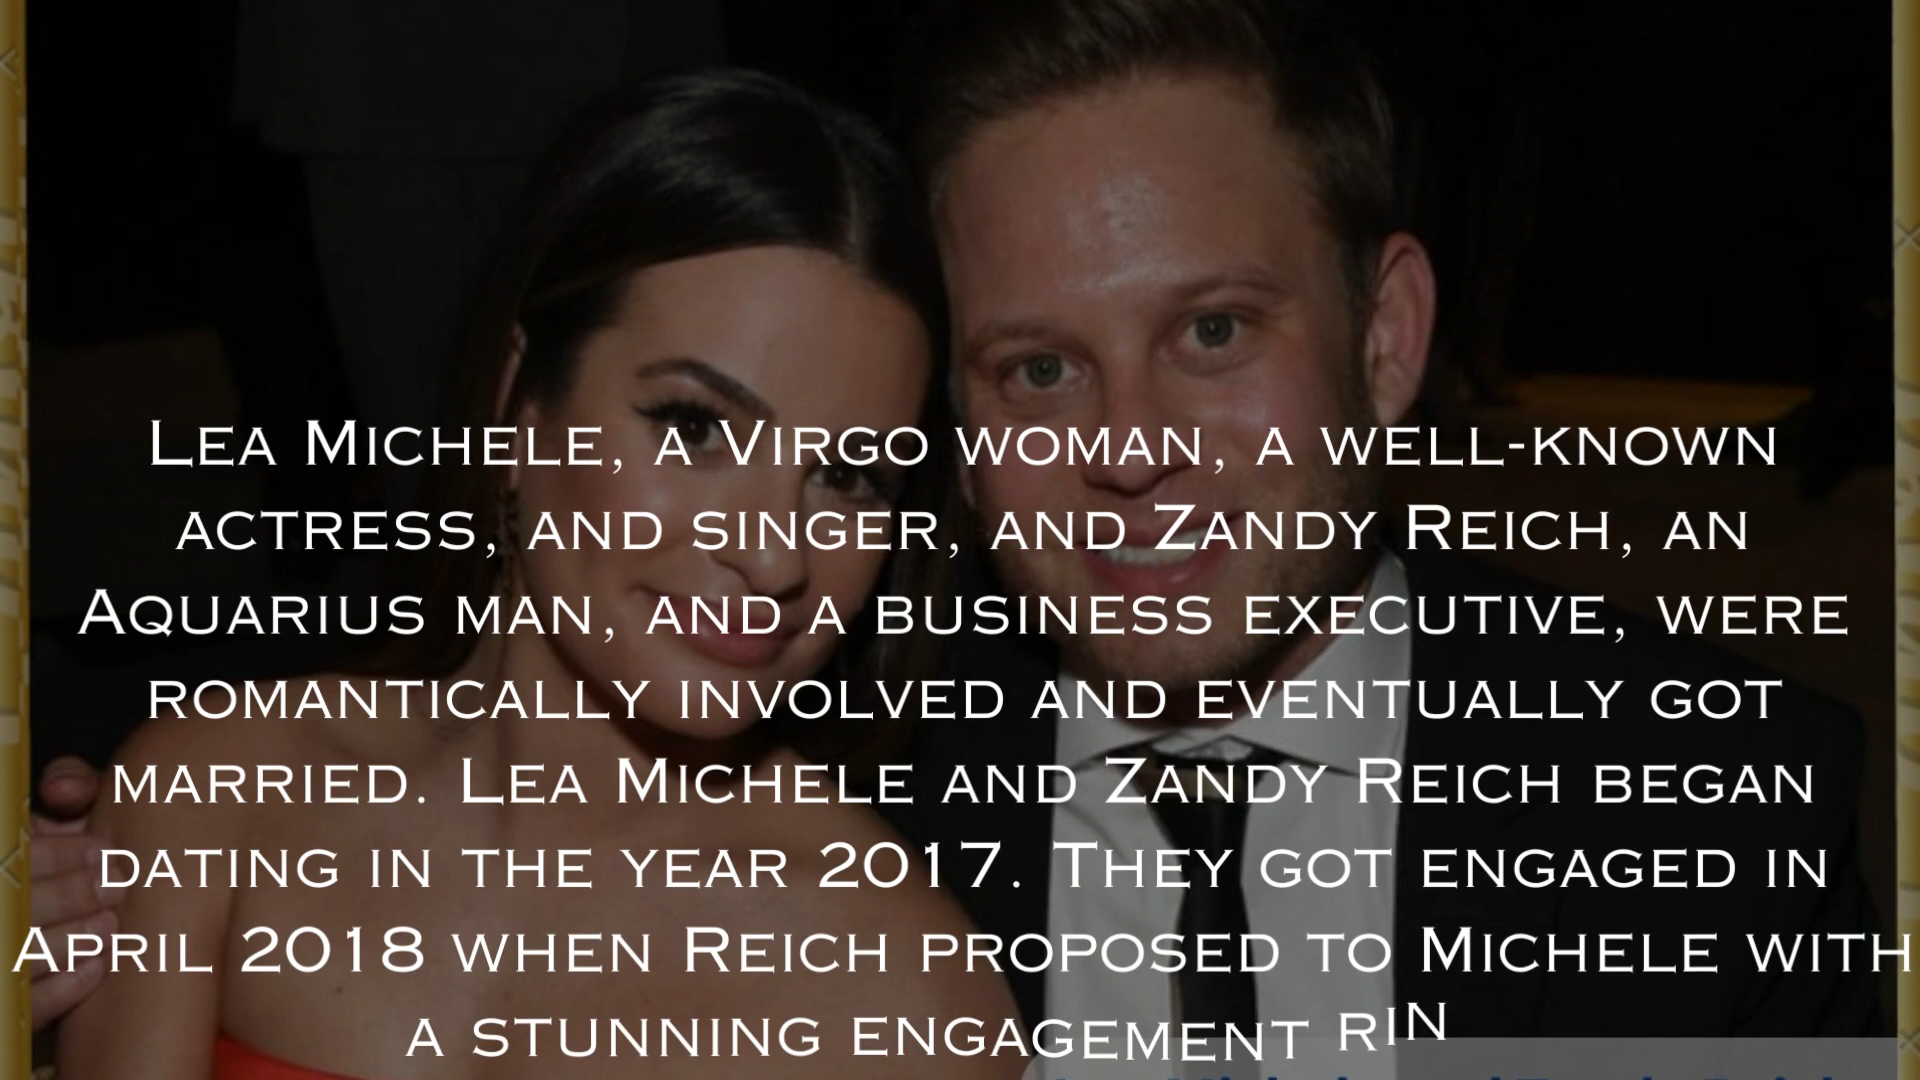 Lea Michele, a Virgo woman, a well-known
actress, and singer, and Zandy Reich, an
Aquarius man, and a business executive, were
romantically involved and eventually got
married. Lea Michele and Zandy Reich began
dating in the year 2017. They got engaged in
April 2018 when Reich proposed to Michele with
a stunning engagement rin